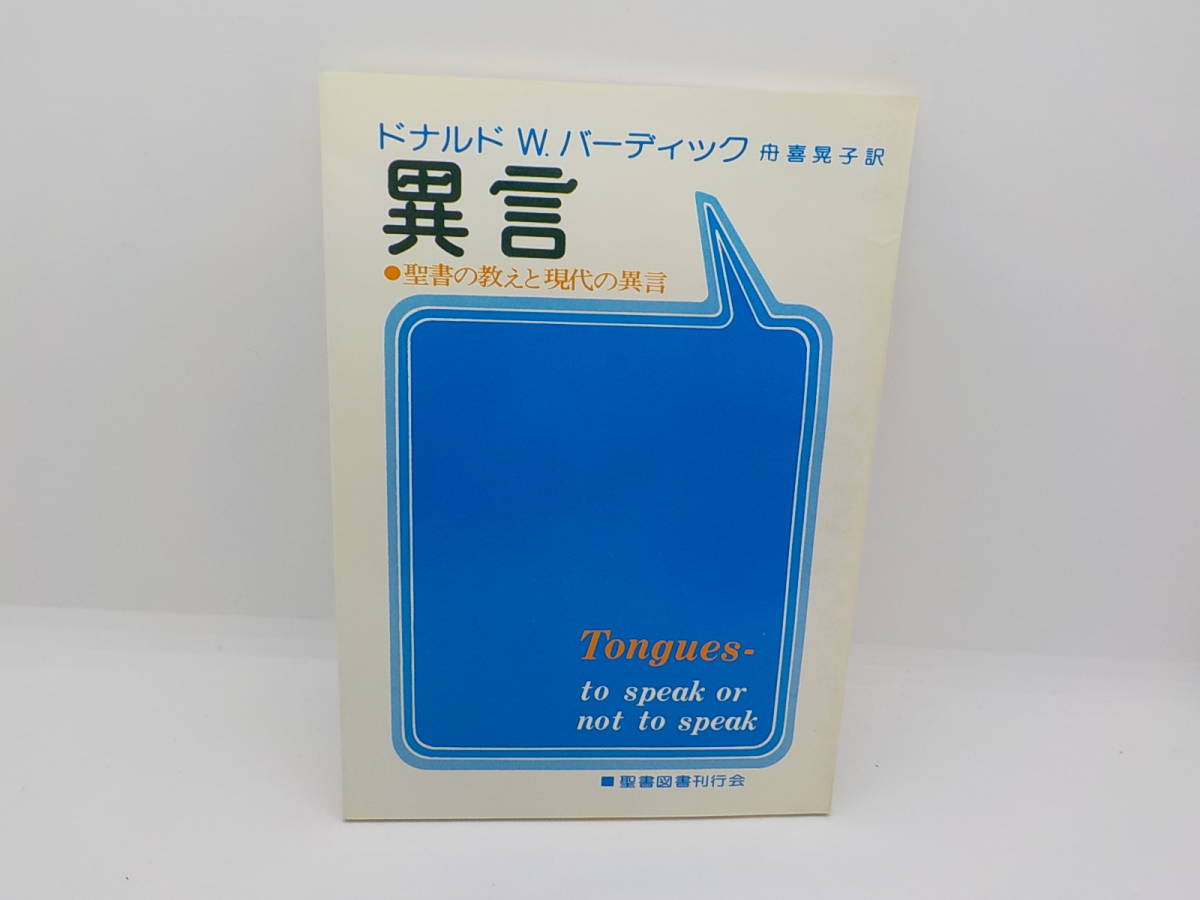 ドナルド W. バーディック 舟喜晃子訳
異言
●聖書の教えと現代の異言
Tongues-
to speak or
not to speak
■聖書図書刊行会